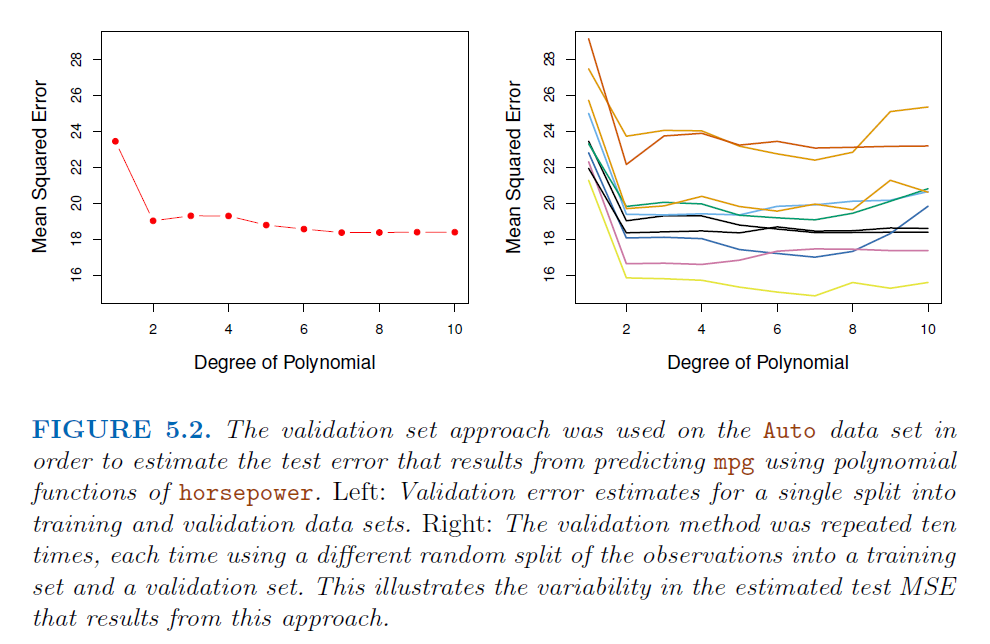 28
26
24
22
20
18
16
Mean Squared Error
2
4
6
8
10
Degree of Polynomial
28
26
24
22
20
18
16
Mean Squared Error
2
4
6
8
10
Degree of Polynomial
FIGURE 5.2. The validation set approach was used on the Auto data set in
order to estimate the test error that results from predicting mpg using polynomial
functions of horsepower. Left: Validation error estimates for a single split into
training and validation data sets. Right: The validation method was repeated ten
times, each time using a different random split of the observations into a training
set and a validation set. This illustrates the variability in the estimated test MSE
that results from this approach.